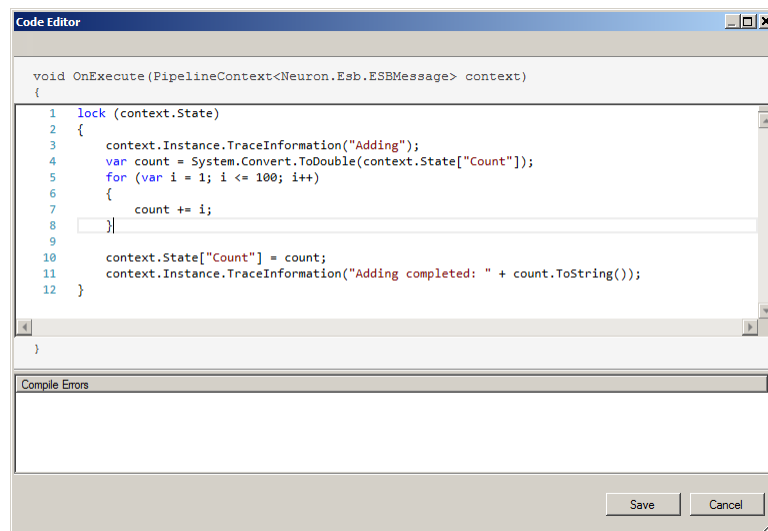 Code Editor
void OnExecute(PipelineContext<Neuron.Esb.ESBMessage> context)
{
1 lock (context.State)
2 {
3 context.Instance.TraceInformation("Adding");
4 var count = System.Convert.ToDouble(context.State["Count"]);
5 for (var i = 1; i <= 100; i++)
6 {
7 count += i;
8 }
9
10 context.State["Count"] = count;
11 context.Instance.TraceInformation("Adding completed: " + count.ToString());
12 }
}
Compile Errors
Save Cancel